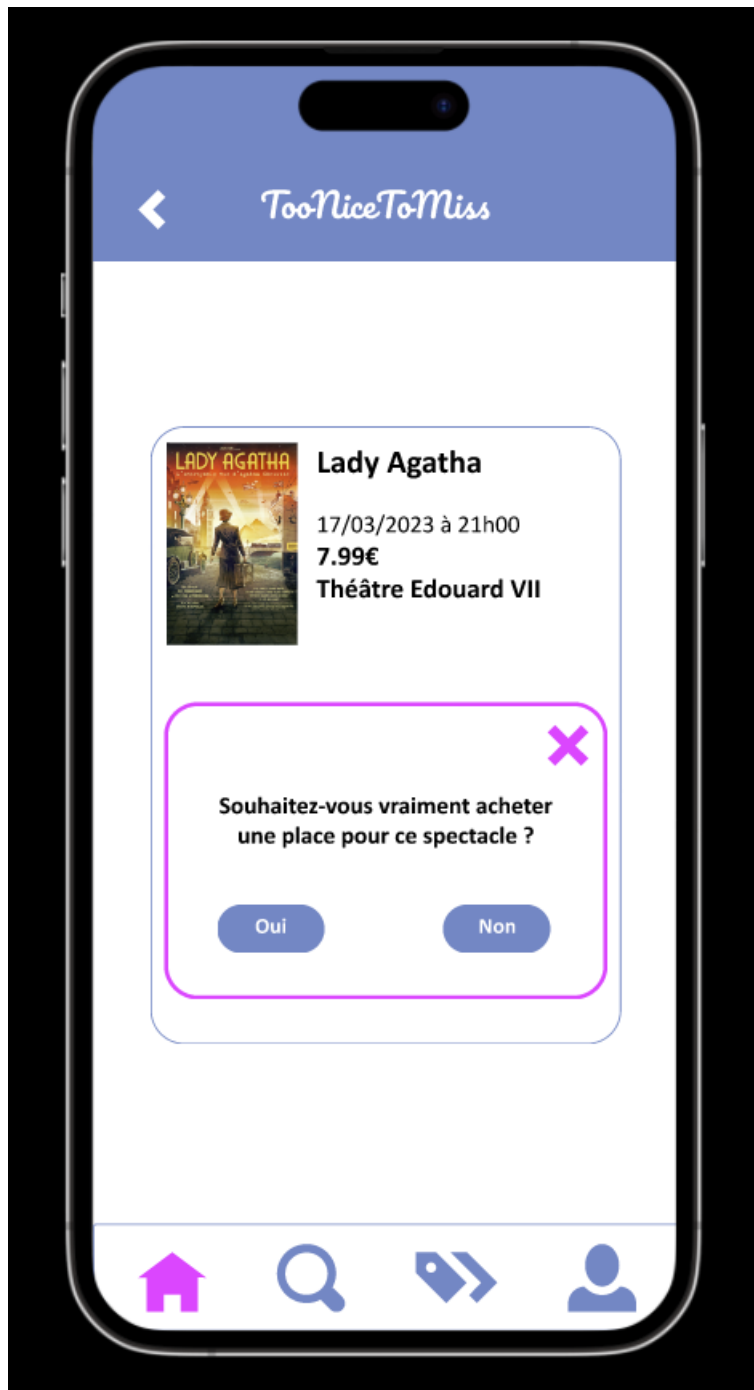 TooNiceToMiss
LADY AGATHA
Lady Agatha
17/03/2023 à 21h00
7.99€
Théâtre Edouard VII
Souhaitez-vous vraiment acheter
une place pour ce spectacle ?
Oui
Non